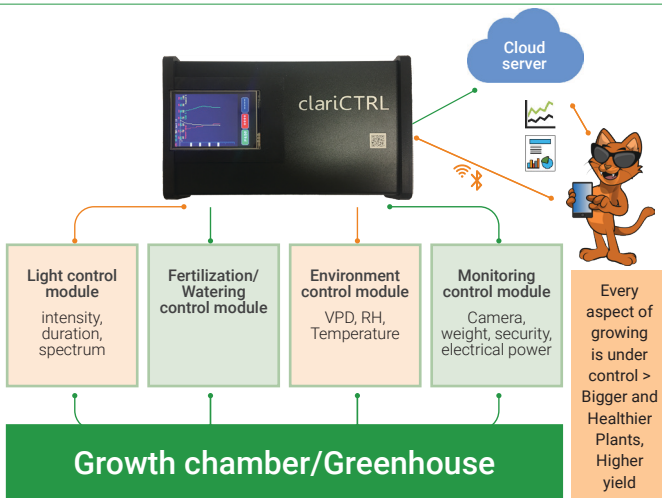 Cloud
server
clariCTRL
Light control
module
intensity,
duration,
spectrum
Fertilization/
Watering
control module
Environment
control module
VPD, RH,
Temperature
Monitoring
control module
Camera,
weight, security,
electrical power
Every
aspect of
growing
is under
control >
Bigger and
Healthier
Plants,
Higher
yield
Growth chamber/Greenhouse